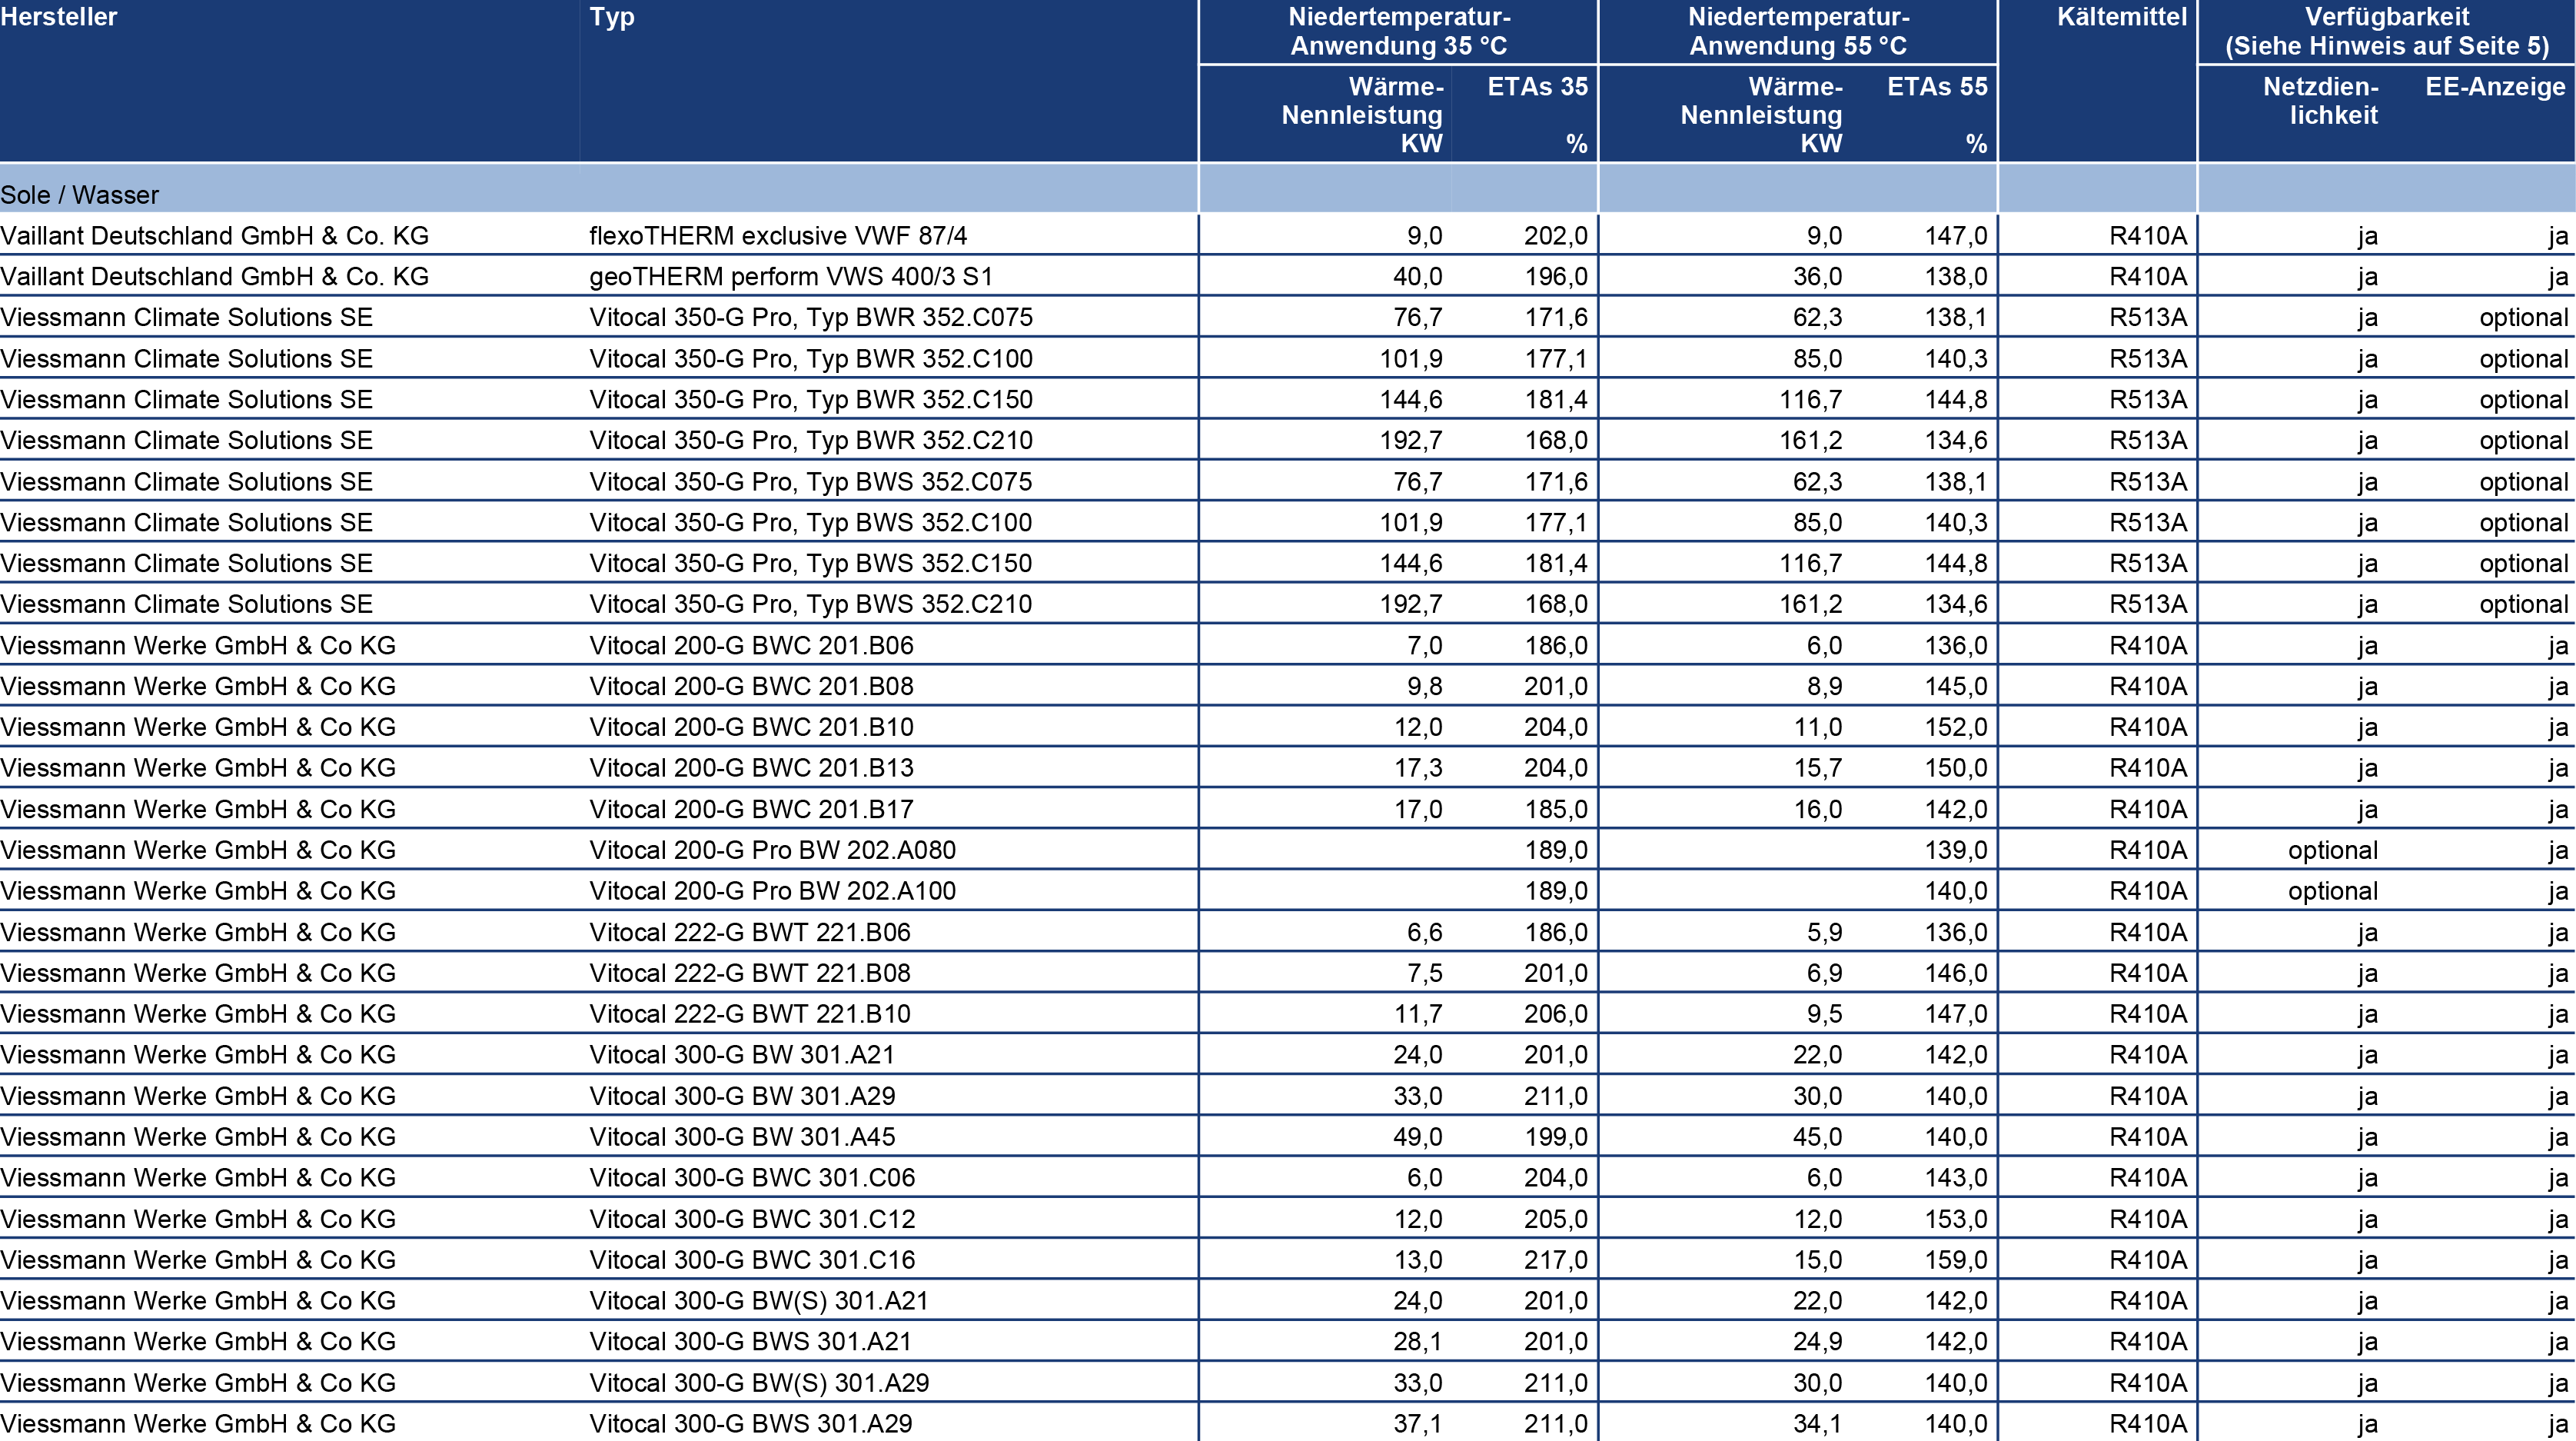 Hersteller Typ Niedertemperatur- Niedertemperatur- Kältemittel Verfügbarkeit
Anwendung 35 °C Anwendung 55 °C (Siehe Hinweis auf Seite 5)
Wärme- ETAs 35 Wärme- ETAs 55 Netzdien- EE-Anzeige
Nennleistung Nennleistung lichkeit
KW % KW %
Sole / Wasser
Vaillant Deutschland GmbH & Co. KG flexoTHERM exclusive VWF 87/4 9,0 202,0 9,0 147,0 R410A ja ja
Vaillant Deutschland GmbH & Co. KG geoTHERM perform VWS 400/3 S1 40,0 196,0 36,0 138,0 R410A ja ja
Viessmann Climate Solutions SE Vitocal 350-G Pro, Typ BWR 352.C075 76,7 171,6 62,3 138,1 R513A ja optional
Viessmann Climate Solutions SE Vitocal 350-G Pro, Typ BWR 352.C100 101,9 177,1 85,0 140,3 R513A ja optional
Viessmann Climate Solutions SE Vitocal 350-G Pro, Typ BWR 352.C150 144,6 181,4 116,7 144,8 R513A ja optional
Viessmann Climate Solutions SE Vitocal 350-G Pro, Typ BWR 352.C210 192,7 168,0 161,2 134,6 R513A ja optional
Viessmann Climate Solutions SE Vitocal 350-G Pro, Typ BWS 352.C075 76,7 171,6 62,3 138,1 R513A ja optional
Viessmann Climate Solutions SE Vitocal 350-G Pro, Typ BWS 352.C100 101,9 177,1 85,0 140,3 R513A ja optional
Viessmann Climate Solutions SE Vitocal 350-G Pro, Typ BWS 352.C150 144,6 181,4 116,7 144,8 R513A ja optional
Viessmann Climate Solutions SE Vitocal 350-G Pro, Typ BWS 352.C210 192,7 168,0 161,2 134,6 R513A ja optional
Viessmann Werke GmbH & Co KG Vitocal 200-G BWC 201.B06 7,0 186,0 6,0 136,0 R410A ja ja
Viessmann Werke GmbH & Co KG Vitocal 200-G BWC 201.B08 9,8 201,0 8,9 145,0 R410A ja ja
Viessmann Werke GmbH & Co KG Vitocal 200-G BWC 201.B10 12,0 204,0 11,0 152,0 R410A ja ja
Viessmann Werke GmbH & Co KG Vitocal 200-G BWC 201.B13 17,3 204,0 15,7 150,0 R410A ja ja
Viessmann Werke GmbH & Co KG Vitocal 200-G BWC 201.B17 17,0 185,0 16,0 142,0 R410A ja ja
Viessmann Werke GmbH & Co KG Vitocal 200-G Pro BW 202.A080 189,0 139,0 R410A optional ja
Viessmann Werke GmbH & Co KG Vitocal 200-G Pro BW 202.A100 189,0 140,0 R410A optional ja
Viessmann Werke GmbH & Co KG Vitocal 222-G BWT 221.B06 6,6 186,0 5,9 136,0 R410A ja ja
Viessmann Werke GmbH & Co KG Vitocal 222-G BWT 221.B08 7,5 201,0 6,9 146,0 R410A ja ja
Viessmann Werke GmbH & Co KG Vitocal 222-G BWT 221.B10 11,7 206,0 9,5 147,0 R410A ja ja
Viessmann Werke GmbH & Co KG Vitocal 300-G BW 301.A21 24,0 201,0 22,0 142,0 R410A ja ja
Viessmann Werke GmbH & Co KG Vitocal 300-G BW 301.A29 33,0 211,0 30,0 140,0 R410A ja ja
Viessmann Werke GmbH & Co KG Vitocal 300-G BW 301.A45 49,0 199,0 45,0 140,0 R410A ja ja
Viessmann Werke GmbH & Co KG Vitocal 300-G BWC 301.C06 6,0 204,0 6,0 143,0 R410A ja ja
Viessmann Werke GmbH & Co KG Vitocal 300-G BWC 301.C12 12,0 205,0 12,0 153,0 R410A ja ja
Viessmann Werke GmbH & Co KG Vitocal 300-G BWC 301.C16 13,0 217,0 15,0 159,0 R410A ja ja
Viessmann Werke GmbH & Co KG Vitocal 300-G BW(S) 301.A21 24,0 201,0 22,0 142,0 R410A ja ja
Viessmann Werke GmbH & Co KG Vitocal 300-G BWS 301.A21 28,1 201,0 24,9 142,0 R410A ja ja
Viessmann Werke GmbH & Co KG Vitocal 300-G BW(S) 301.A29 33,0 211,0 30,0 140,0 R410A ja ja
Viessmann Werke GmbH & Co KG Vitocal 300-G BWS 301.A29 37,1 211,0 34,1 140,0 R410A ja ja